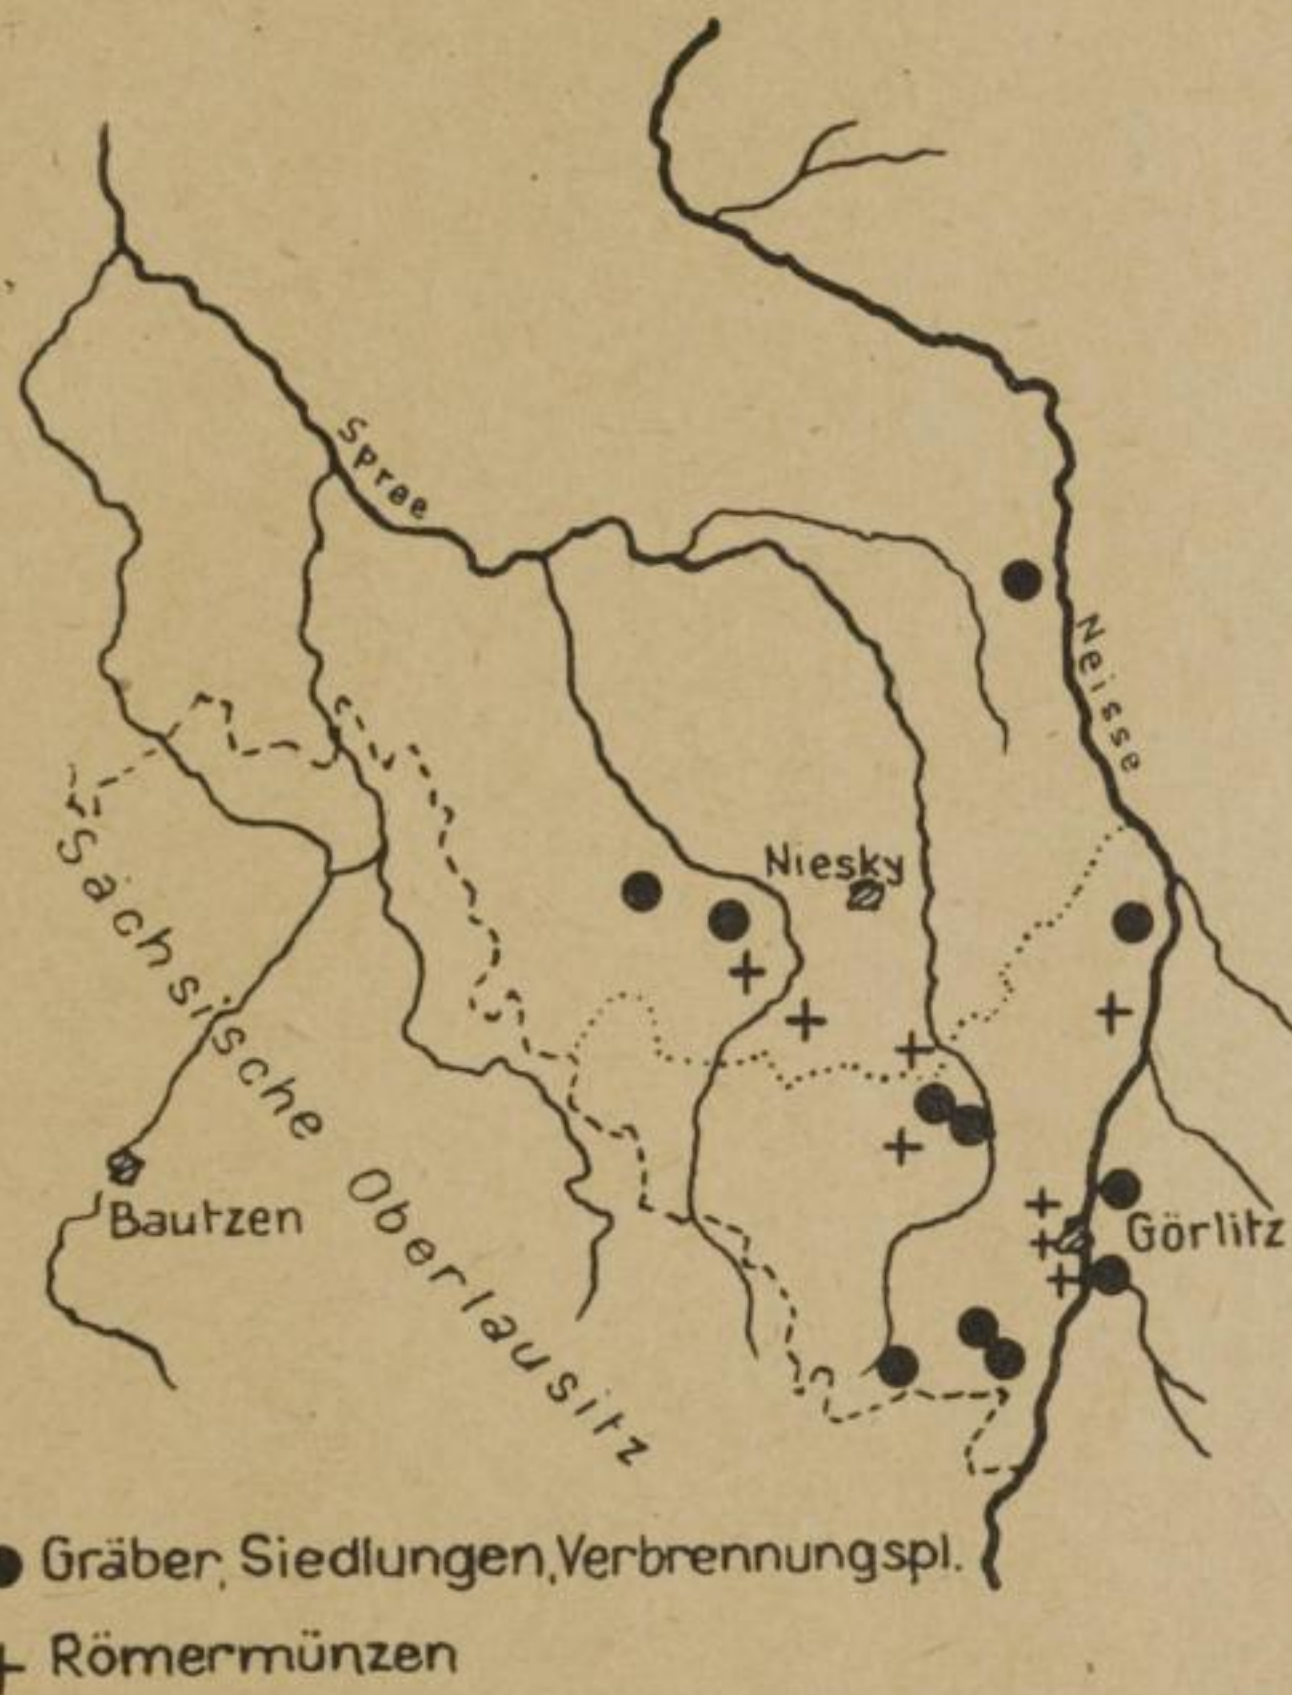 Spree
Neisse
Niesky
Sächsische Oberlausitz
Bautzen
Görlitz
Gräber, Siedlungen, Verbrennungspl.
Römermünzen